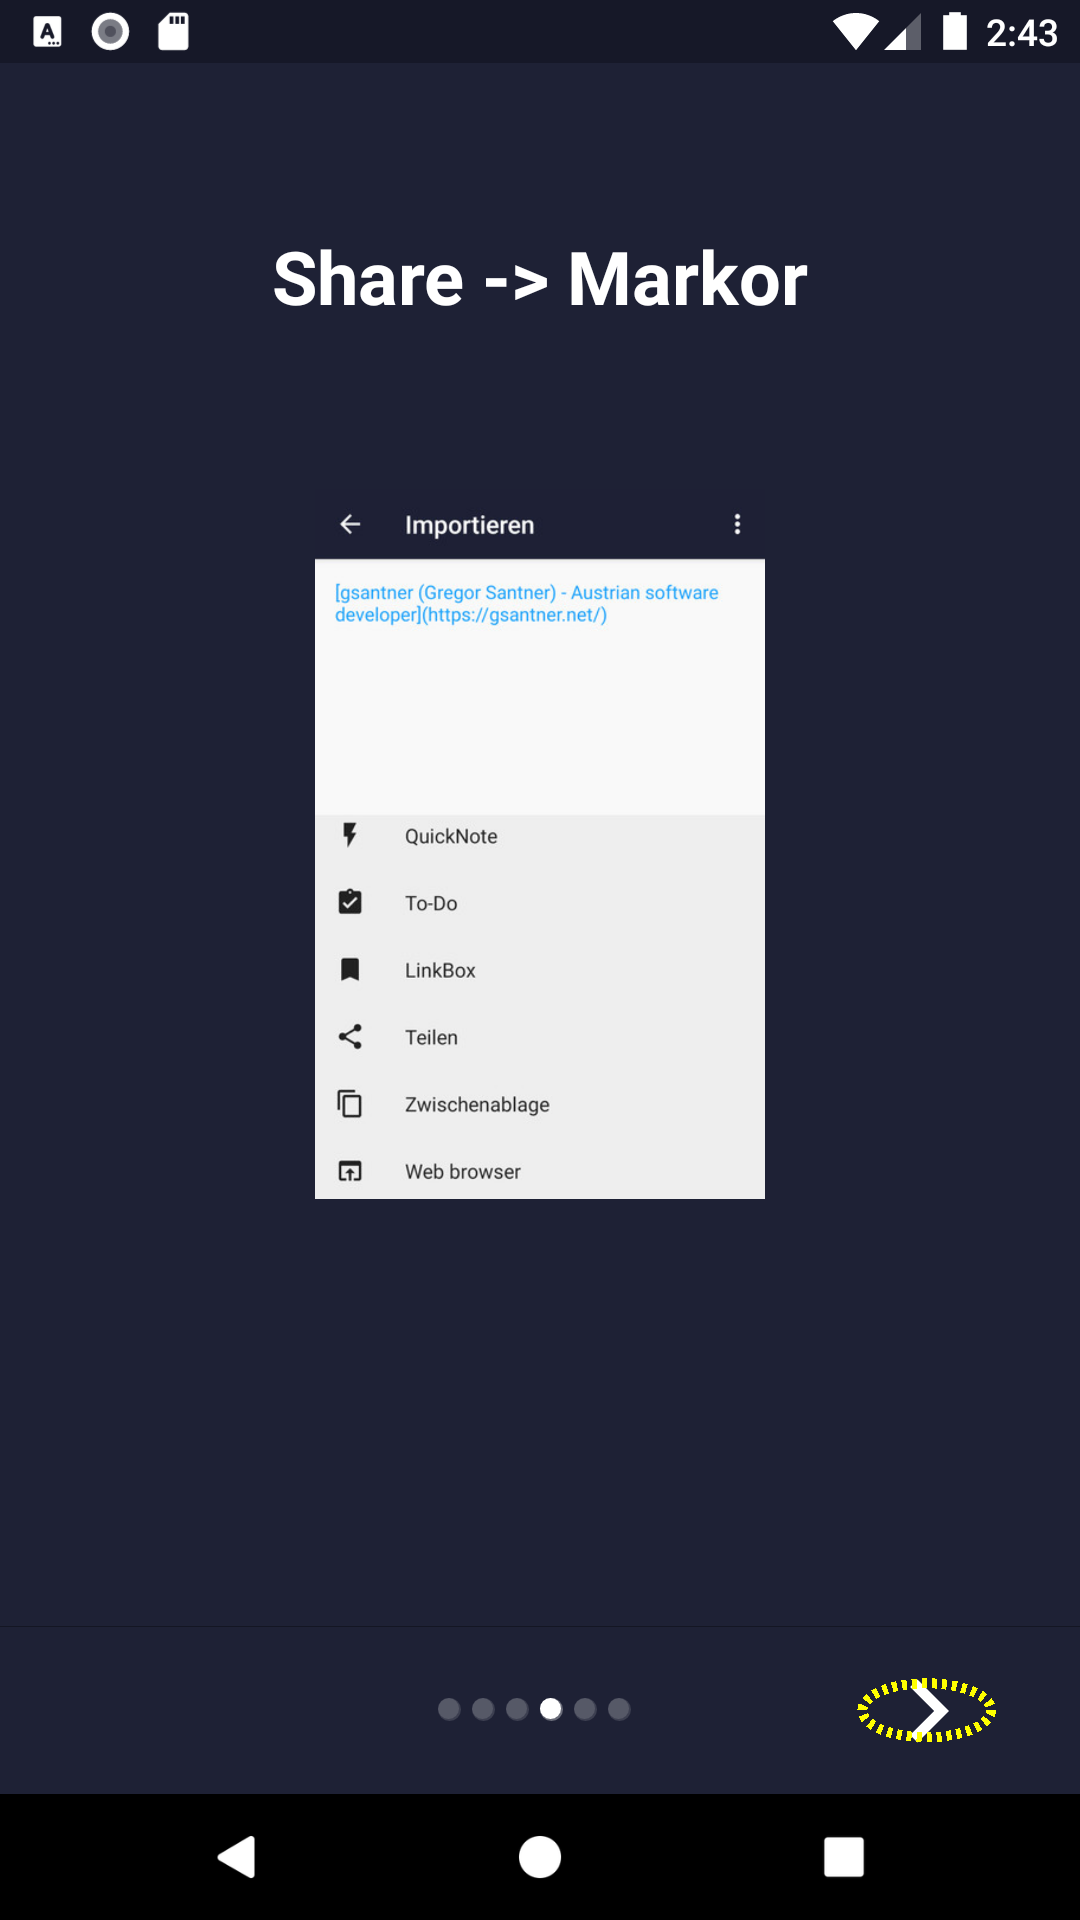 2:43
Share -> Markor
Importieren
[gsantner (Gregor Santner) - Austrian software
developer](https://gsantner.net/)
QuickNote
To-Do
LinkBox
Teilen
Zwischenablage
Web browser